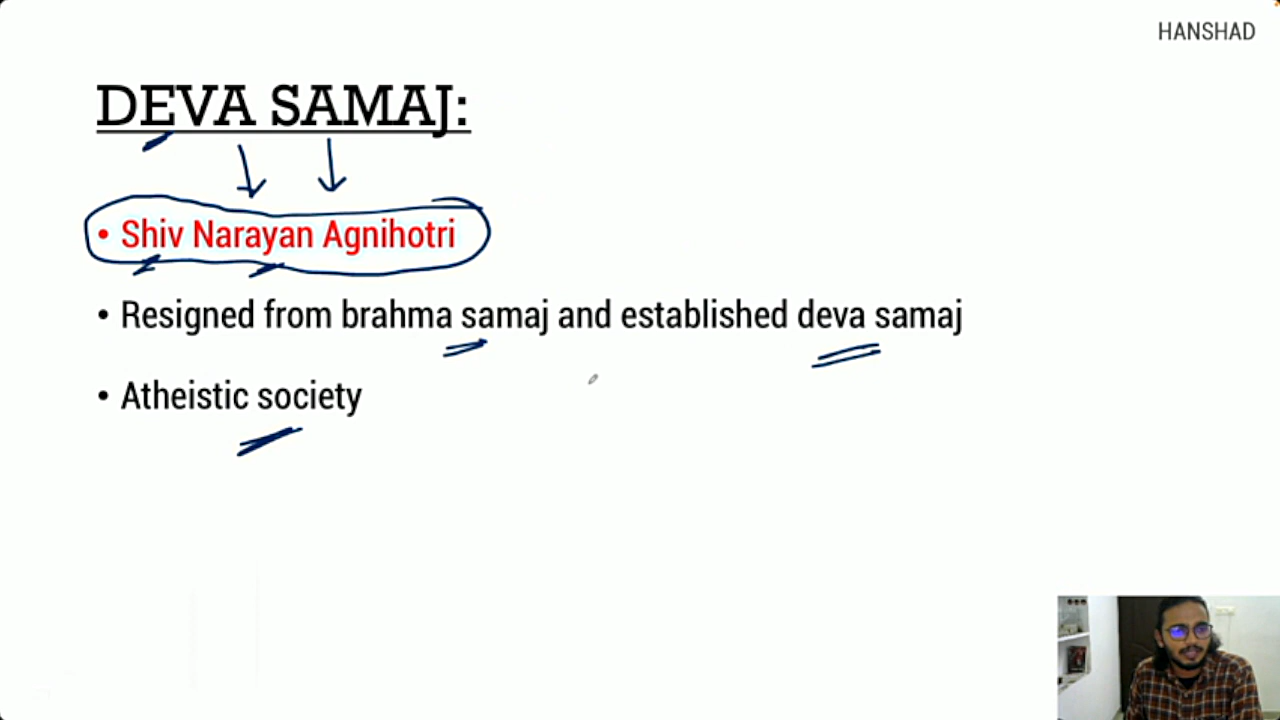 HANSHAD
DEVA SAMAJ:
• Shiv Narayan Agnihotri
• Resigned from brahma samaj and established deva samaj
• Atheistic society